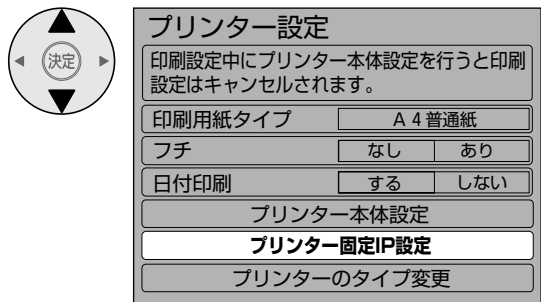 決定
プリンター設定
印刷設定中にプリンター本体設定を行うと印刷
設定はキャンセルされます。
印刷用紙タイプ A4普通紙
フチ なし あり
日付印刷 する しない
プリンター本体設定
プリンター固定IP設定
プリンターのタイプ変更